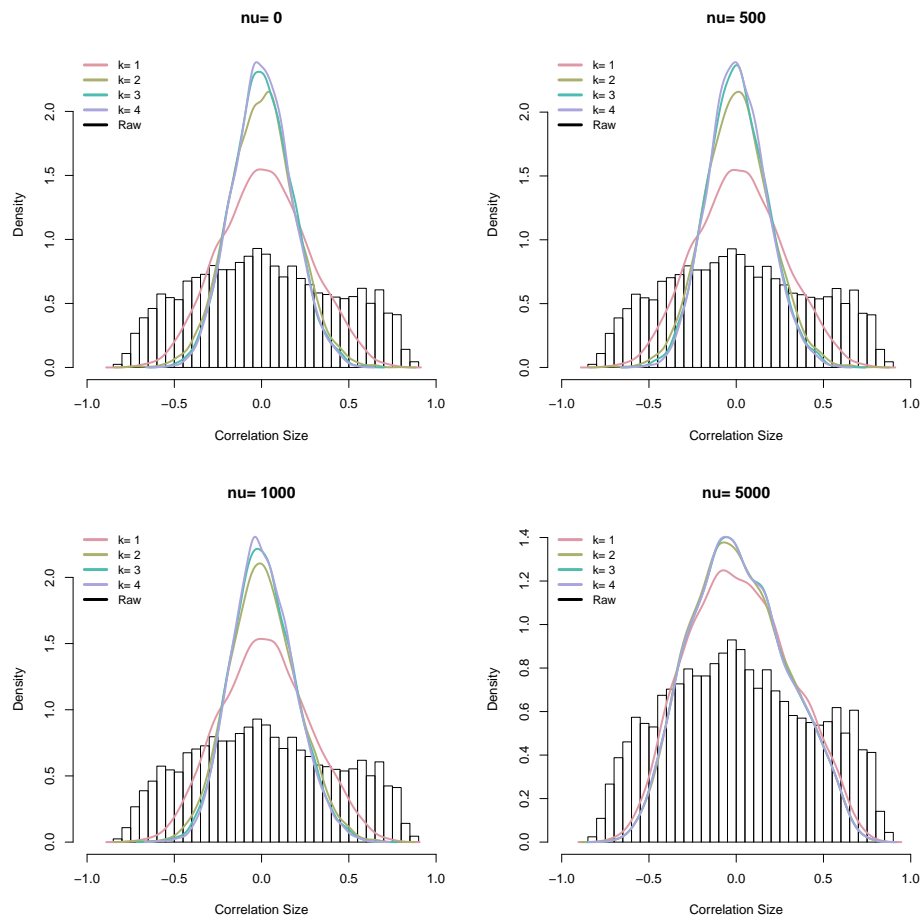 nu= 0
k= 1
k= 2
k= 3
k= 4
Raw
Density
0.0
0.5
1.0
1.5
2.0
−1.0 −0.5 0.0 0.5 1.0
Correlation Size
nu= 500
k= 1
k= 2
k= 3
k= 4
Raw
Density
0.0
0.5
1.0
1.5
2.0
−1.0 −0.5 0.0 0.5 1.0
Correlation Size
nu= 1000
k= 1
k= 2
k= 3
k= 4
Raw
Density
0.0
0.5
1.0
1.5
2.0
−1.0 −0.5 0.0 0.5 1.0
Correlation Size
nu= 5000
k= 1
k= 2
k= 3
k= 4
Raw
Density
0.0
0.2
0.4
0.6
0.8
1.0
1.2
1.4
−1.0 −0.5 0.0 0.5 1.0
Correlation Size